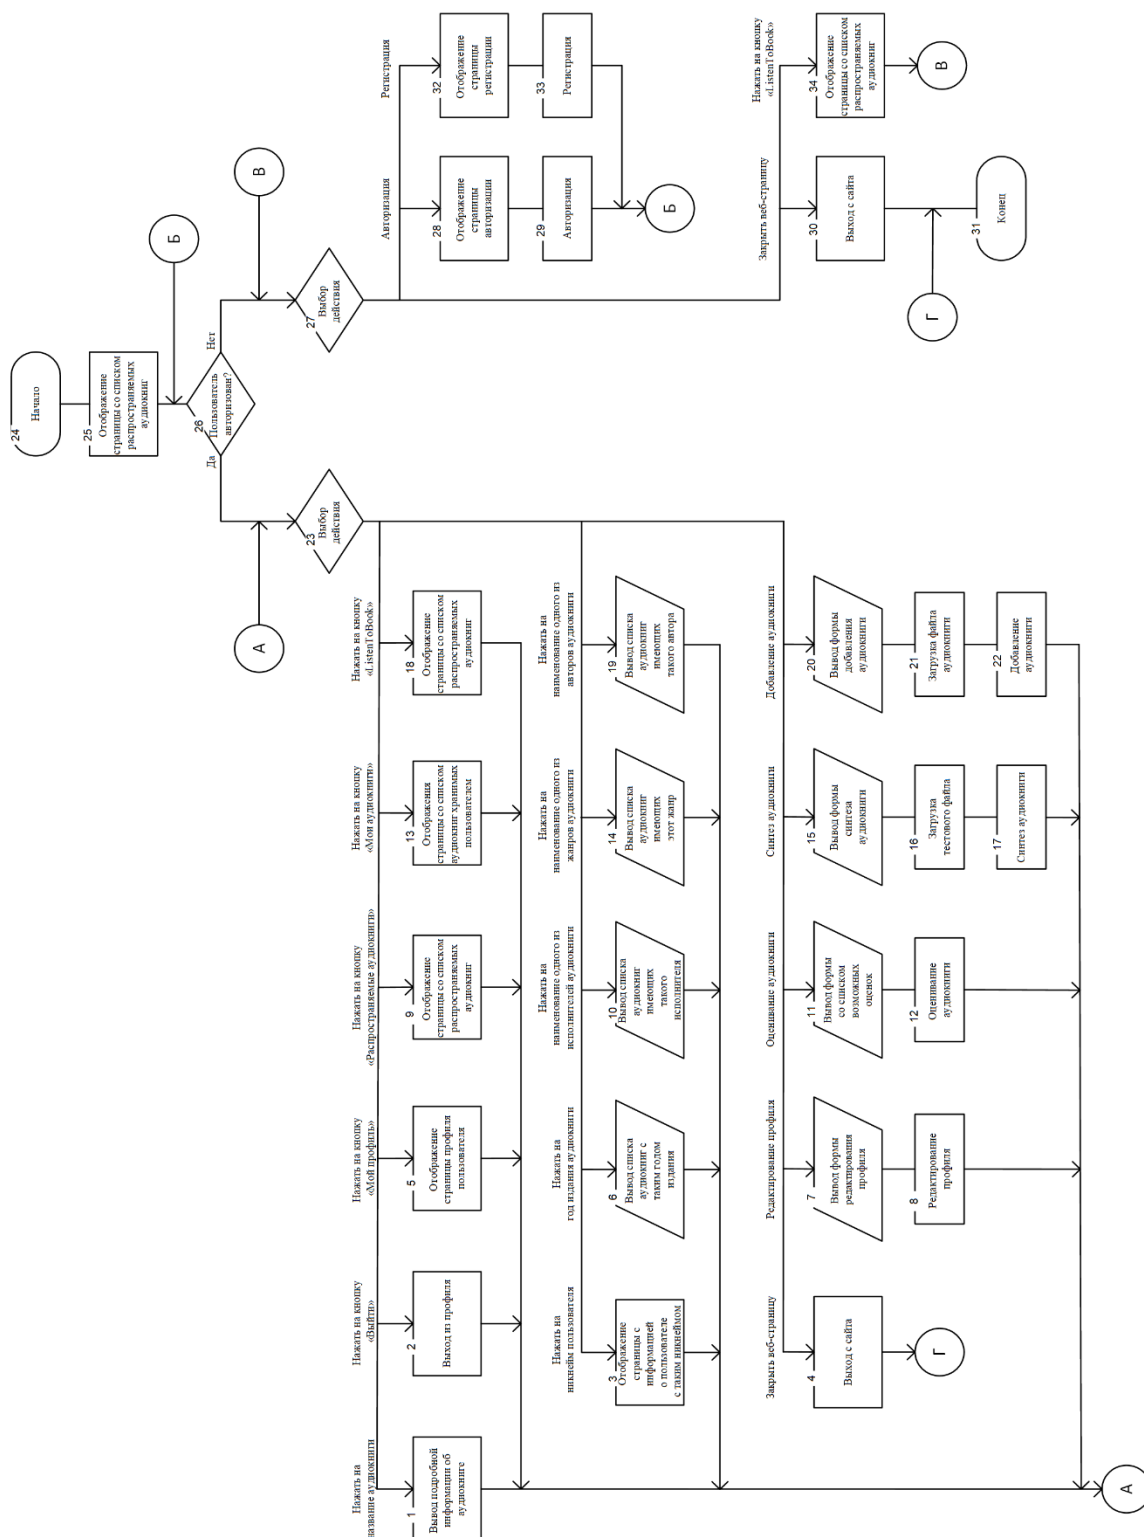 24
Начало
25
Отображение
страницы со списком
распространяемых
аудиокниг
Б
26
Пользователь
авторизован?
Да
Нет
А
В
23
Выбор
действия
27
Выбор
действия
Нажать на
название аудиокниги
1
Вывод подробной
информации об
аудиокниге
Нажать на кнопку
«Выйти»
2
Выход из профиля
Нажать на кнопку
«Мой профиль»
5
Отображение
страницы профиля
пользователя
Нажать на кнопку
«Распространяемые аудиокниги»
9
Отображение
страницы со списком
распространяемых
аудиокниг
Нажать на кнопку
«Мои аудиокниги»
13
Отображения
страницы со списком
аудиокниг хранимых
пользователем
Нажать на кнопку
«ListenToBook»
18
Отображение
страницы со списком
распространяемых
аудиокниг
Авторизация
28
Отображение
страницы
авторизации
29
Авторизация
Регистрация
32
Отображение
страницы
регистрации
33
Регистрация
Б
Нажать на
никнейм пользователя
3
Отображение
страницы с
информацией
о пользователе
с таким никнеймом
Нажать на
год издания аудиокниги
6
Вывод списка
аудиокниг с
таким годом
издания
Нажать на
наименование одного из
исполнителей аудиокниги
10
Вывод списка
аудиокниг
имеющих
такого
исполнителя
Нажать на
наименование одного из
жанров аудиокниги
14
Вывод списка
аудиокниг
имеющих
этот жанр
Нажать на
наименование одного из
авторов аудиокниги
19
Вывод списка
аудиокниг
имеющих
такого автора
Закрыть веб-страницу
4
Выход с сайта
Г
Редактирование профиля
7
Вывод формы
редактирования
профиля
8
Редактирование
профиля
Оценивание аудиокниги
11
Вывод формы
со списком
возможных
оценок
12
Оценивание
аудиокниги
Синтез аудиокниги
15
Вывод формы
синтеза
аудиокниги
16
Загрузка
тестового файла
17
Синтез аудиокниги
Добавление аудиокниги
20
Вывод формы
добавления
аудиокниги
21
Загрузка файла
аудиокниги
22
Добавление
аудиокниги
Закрыть веб-страницу
30
Выход с сайта
Г
31
Конец
Нажать на кнопку
«ListenToBook»
34
Отображение
страницы со списком
распространяемых
аудиокниг
В
А